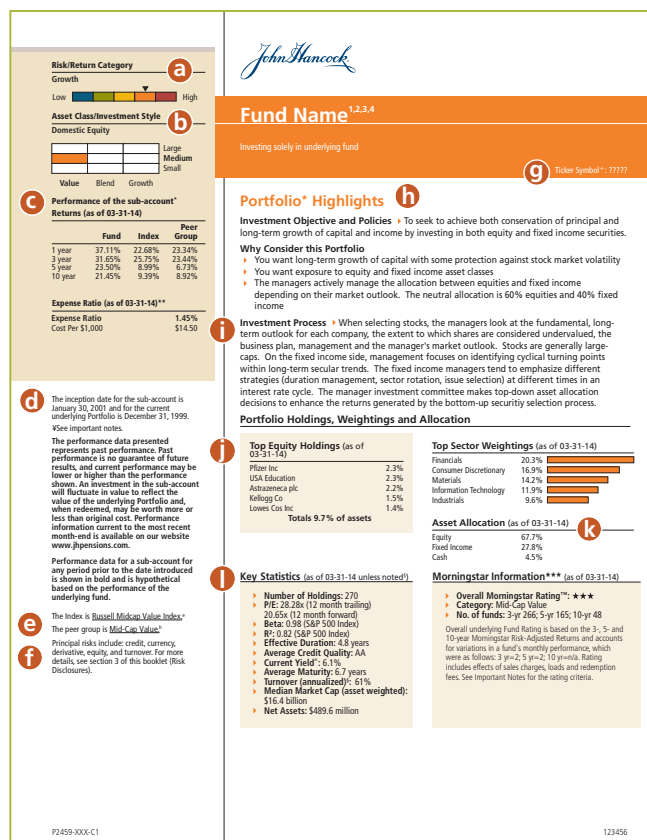 Risk/Return Category
a
Growth
Low
High
Asset Class/Investment Style
b
Domestic Equity
Large
Medium
Small
Value Blend Growth
c
Performance of the sub-account*
Returns (as of 03-31-14)
Fund Index Peer Group
1 year 37.11% 22.68% 23.34%
3 year 31.65% 25.75% 23.44%
5 year 23.50% 8.99% 6.73%
10 year 21.45% 9.39% 8.92%
Expense Ratio (as of 03-31-14)**
Expense Ratio 1.45%
Cost Per $1,000 $14.50
d
The inception date for the sub-account is
January 30, 2001 and for the current
underlying Portfolio is December 31, 1999.
¥See important notes.
The performance data presented
represents past performance. Past
performance is no guarantee of future
results, and current performance may be
lower or higher than the performance
shown. An investment in the sub-account
will fluctuate in value to reflect the
value of the underlying Portfolio and,
when redeemed, may be worth more or
less than original cost. Performance
information current to the most recent
month-end is available on our website
www.jhpensions.com.
Performance data for a sub-account for
any period prior to the date introduced
is shown in bold and is hypothetical
based on the performance of the
underlying fund.
e
The Index is Russell Midcap Value Index.ª
The peer group is Mid-Cap Value.ᵇ
f
Principal risks include: credit, currency,
derivative, equity, and turnover. For more
details, see section 3 of this booklet (Risk
Disclosures).
P2459-XXX-C1
John Hancock
Fund Name1,2,3,4
Investing solely in underlying fund
g
Ticker Symbol^: ?????
Portfolio* Highlights
h
Investment Objective and Policies To seek to achieve both conservation of principal and
long-term growth of capital and income by investing in both equity and fixed income securities.
Why Consider this Portfolio
You want long-term growth of capital with some protection against stock market volatility
You want exposure to equity and fixed income asset classes
The managers actively manage the allocation between equities and fixed income
depending on their market outlook. The neutral allocation is 60% equities and 40% fixed
income
i
Investment Process When selecting stocks, the managers look at the fundamental, long-
term outlook for each company, the extent to which shares are considered undervalued, the
business plan, management and the manager's market outlook. Stocks are generally large-
caps. On the fixed income side, management focuses on identifying cyclical turning points
within long-term secular trends. The fixed income managers tend to emphasize different
strategies (duration management, sector rotation, issue selection) at different times in an
interest rate cycle. The manager investment committee makes top-down asset allocation
decisions to enhance the returns generated by the bottom-up securitiy selection process.
Portfolio Holdings, Weightings and Allocation
j
Top Equity Holdings (as of
03-31-14)
Pfizer Inc 2.3%
USA Education 2.3%
Astrazeneca plc 2.2%
Kellogg Co 1.5%
Lowes Cos Inc 1.4%
Totals 9.7% of assets
Top Sector Weightings (as of 03-31-14)
Financials 20.3%
Consumer Discretionary 16.9%
Materials 14.2%
Information Technology 11.9%
Industrials 9.6%
Asset Allocation (as of 03-31-14)
k
Equity 67.7%
Fixed Income 27.8%
Cash 4.5%
l
Key Statistics (as of 03-31-14 unless noted§)
Number of Holdings: 270
P/E: 28.28x (12 month trailing)
20.65x (12 month forward)
Beta: 0.98 (S&P 500 Index)
R²: 0.82 (S&P 500 Index)
Effective Duration: 4.8 years
Average Credit Quality: AA
Current Yield^: 6.1%
Average Maturity: 6.7 years
Turnover (annualized)§: 61%
Median Market Cap (asset weighted):
$16.4 billion
Net Assets: $489.6 million
Morningstar Information*** (as of 03-31-14)
Overall Morningstar Rating™: ★★★
Category: Mid-Cap Value
No. of funds: 3-yr 266; 5-yr 165; 10-yr 48
Overall underlying Fund Rating is based on the 3-, 5- and
10-year Morningstar Risk-Adjusted Returns and accounts
for variations in a fund's monthly performance, which
were as follows: 3 yr=2; 5 yr=2; 10 yr=n/a. Rating
includes effects of sales charges, loads and redemption
fees. See Important Notes for the rating criteria.
123456